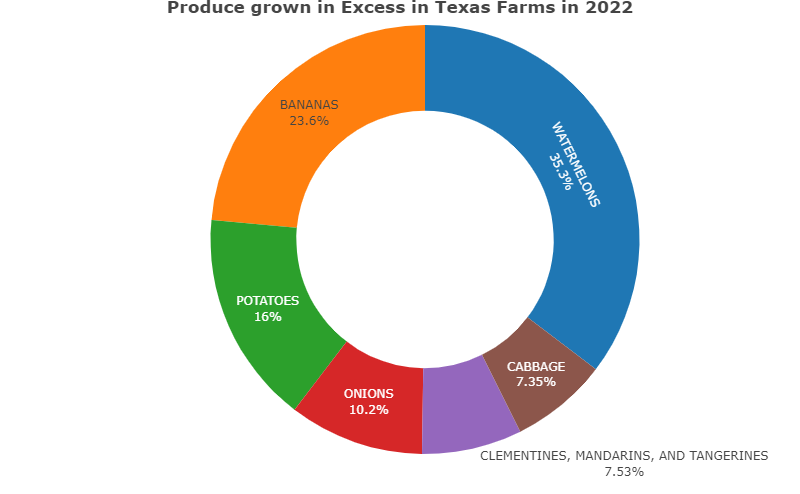 Produce grown in Excess in Texas Farms in 2022
BANANAS
23.6%
WATERMELONS
35.3%
POTATOES
16%
ONIONS
10.2%
CABBAGE
7.35%
CLEMENTINES, MANDARINS, AND TANGERINES
7.53%